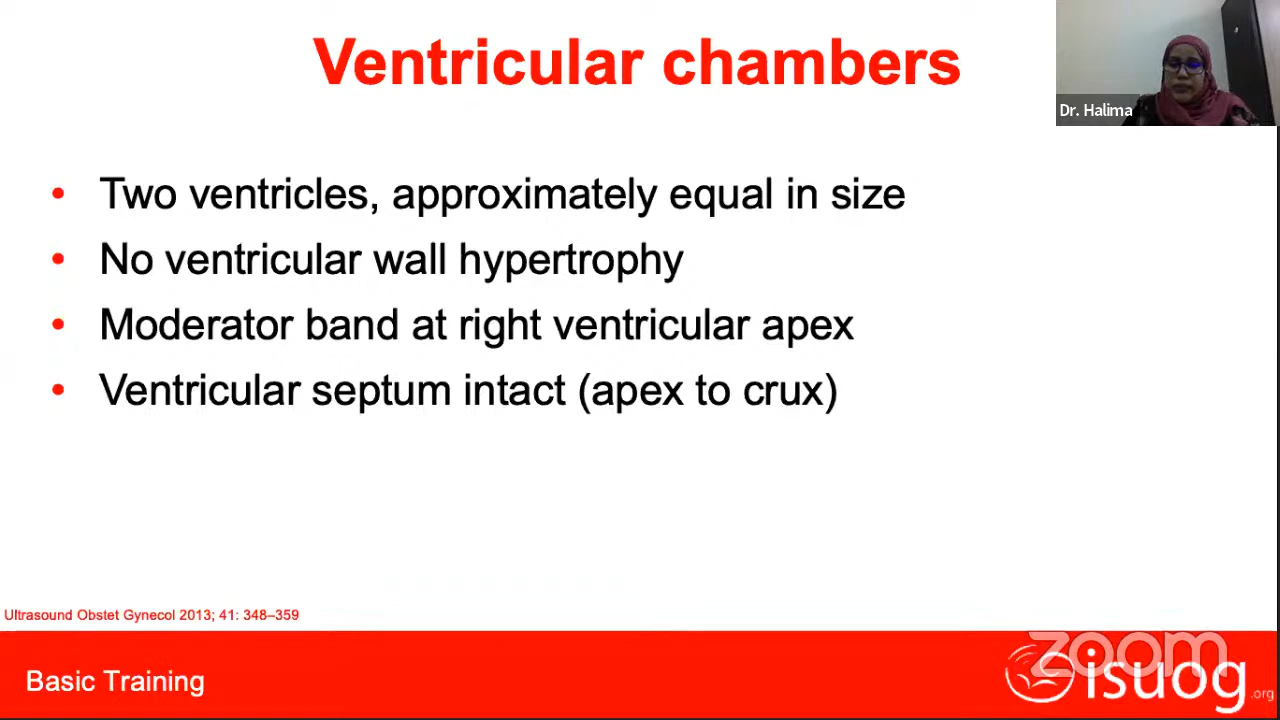 Ventricular chambers
Dr. Halima
• Two ventricles, approximately equal in size
• No ventricular wall hypertrophy
• Moderator band at right ventricular apex
• Ventricular septum intact (apex to crux)
Ultrasound Obstet Gynecol 2013; 41: 348–359
Basic Training
zoom
isuog.org